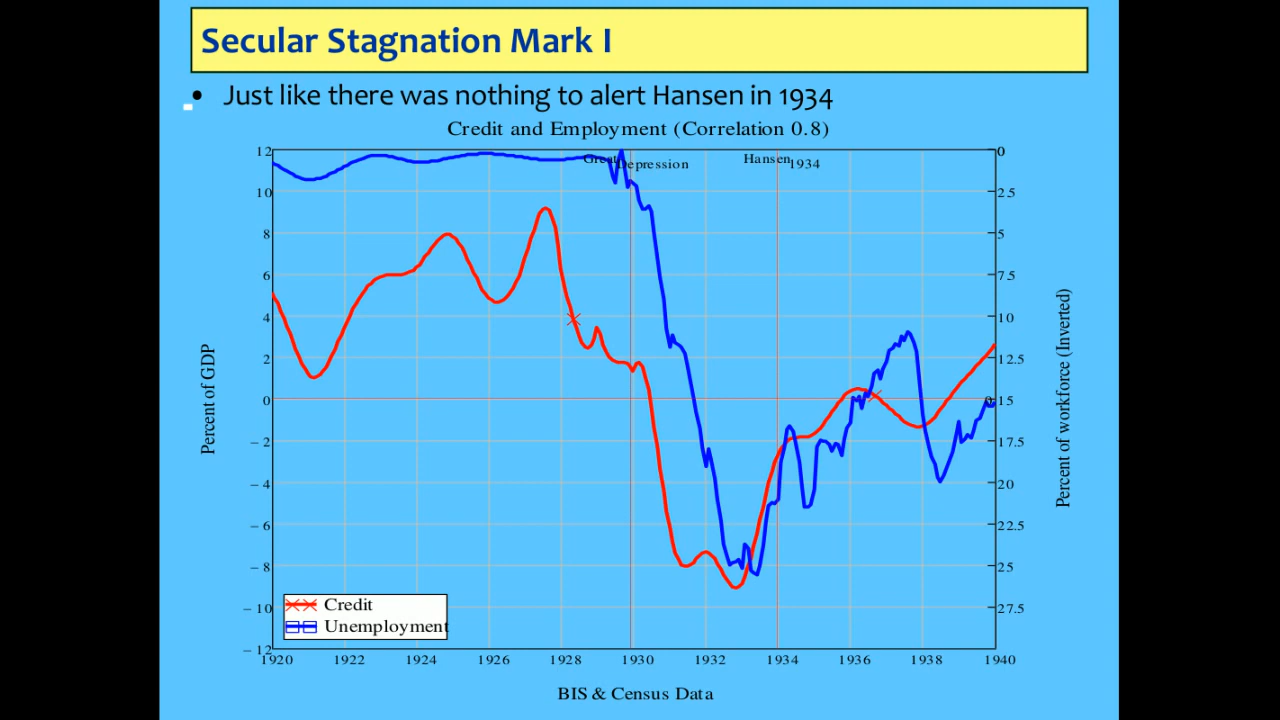 Secular Stagnation Mark I
• Just like there was nothing to alert Hansen in 1934
Credit and Employment (Correlation 0.8)
Great Depression
Hansen 1934
12
10
8
6
4
2
0
−2
−4
−6
−8
−10
−12
Percent of GDP
0
2.5
5
7.5
10
12.5
15
17.5
20
22.5
25
27.5
Percent of workforce (Inverted)
0
Credit
Unemployment
1920 1922 1924 1926 1928 1930 1932 1934 1936 1938 1940
BIS & Census Data